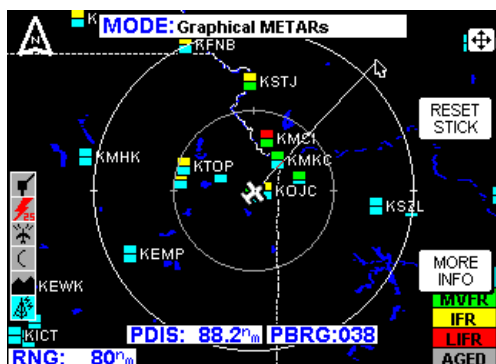 MODE: Graphical METARs
N
KFNB
KSTJ
RESET
STICK
KMCI
KMHK
KMKC
KTOP
KOJC
KSZL
25
KEMP
MORE
INFO
KEWK
MVFR
IFR
KICT
PDIS: 88.2nm PBRG:038
LIFR
RNG: 80nm
AGED